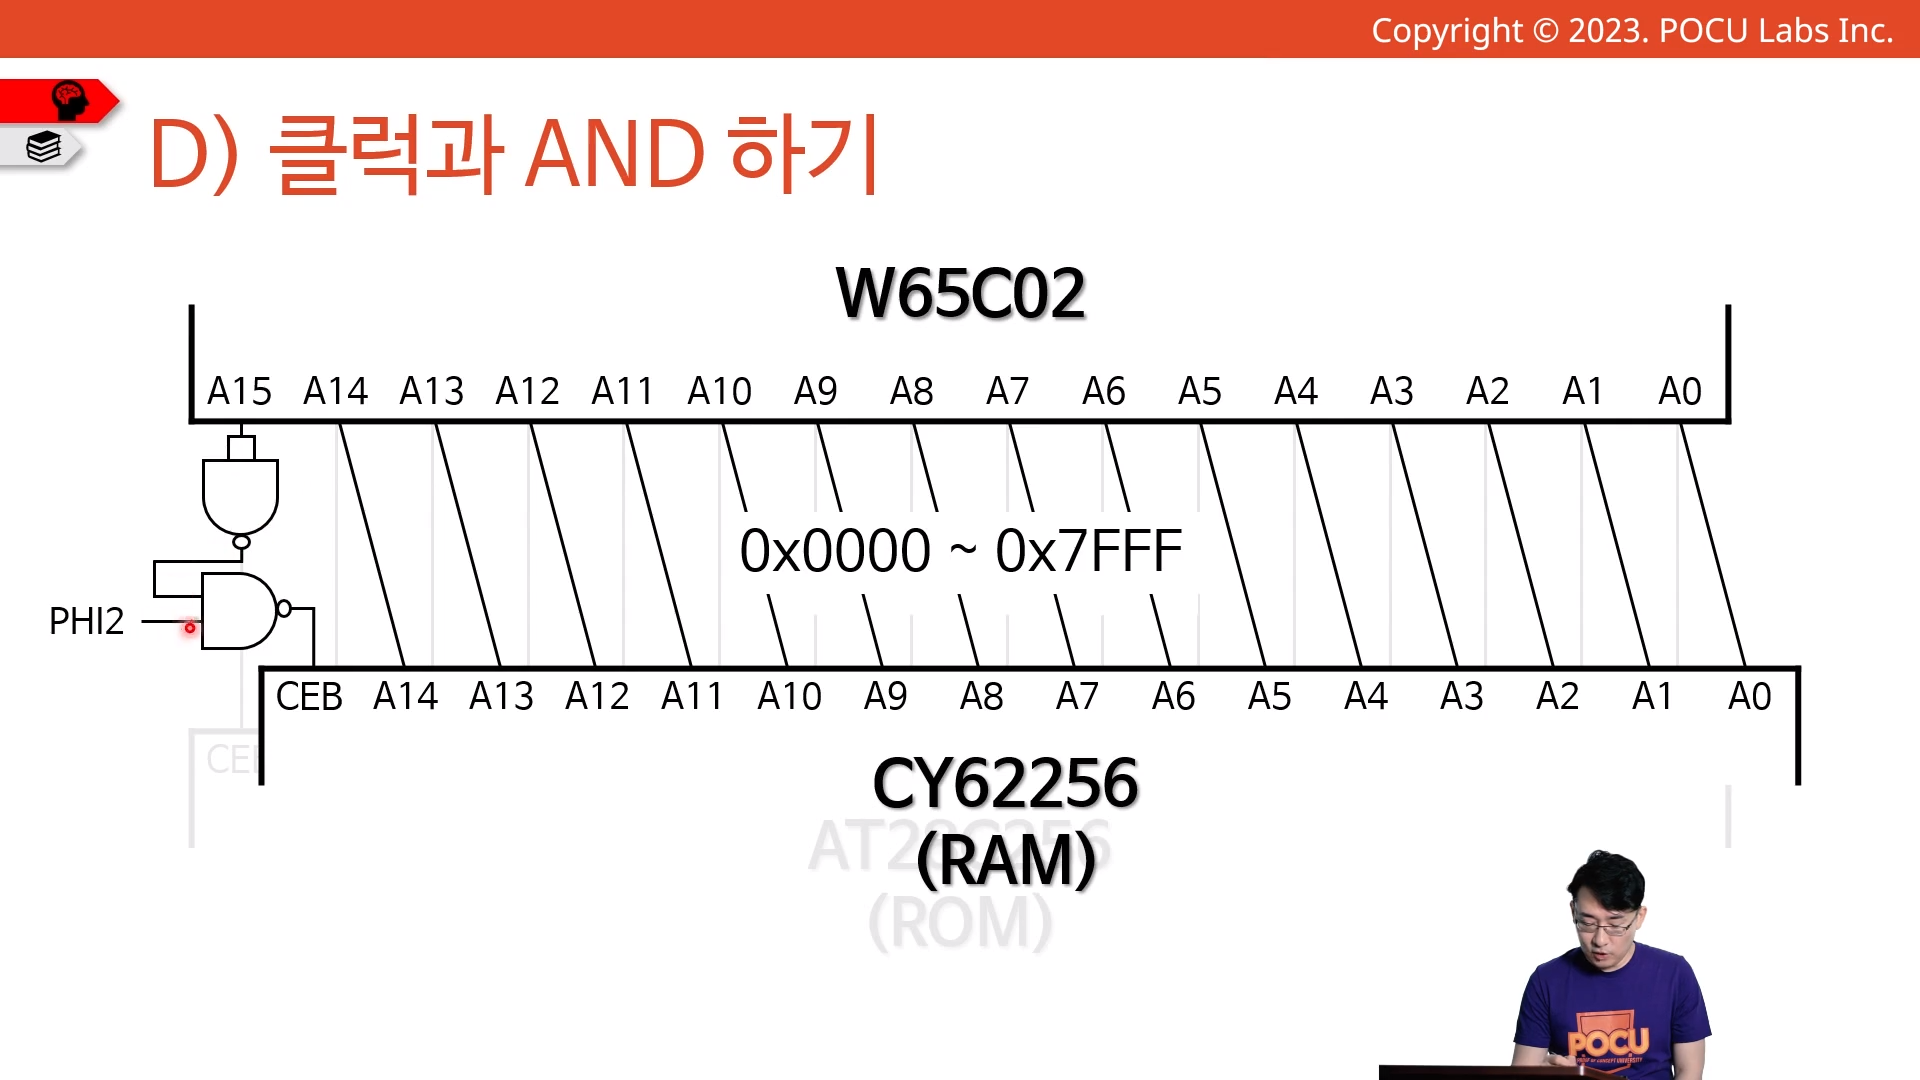 Copyright © 2023. POCU Labs Inc.
D) 클럭과 AND 하기
W65C02
A15 A14 A13 A12 A11 A10 A9 A8 A7 A6 A5 A4 A3 A2 A1 A0
0x0000 ~ 0x7FFF
PHI2
CEB A14 A13 A12 A11 A10 A9 A8 A7 A6 A5 A4 A3 A2 A1 A0
CE
CY62256
AT28C256
(RAM)
(ROM)
POCU